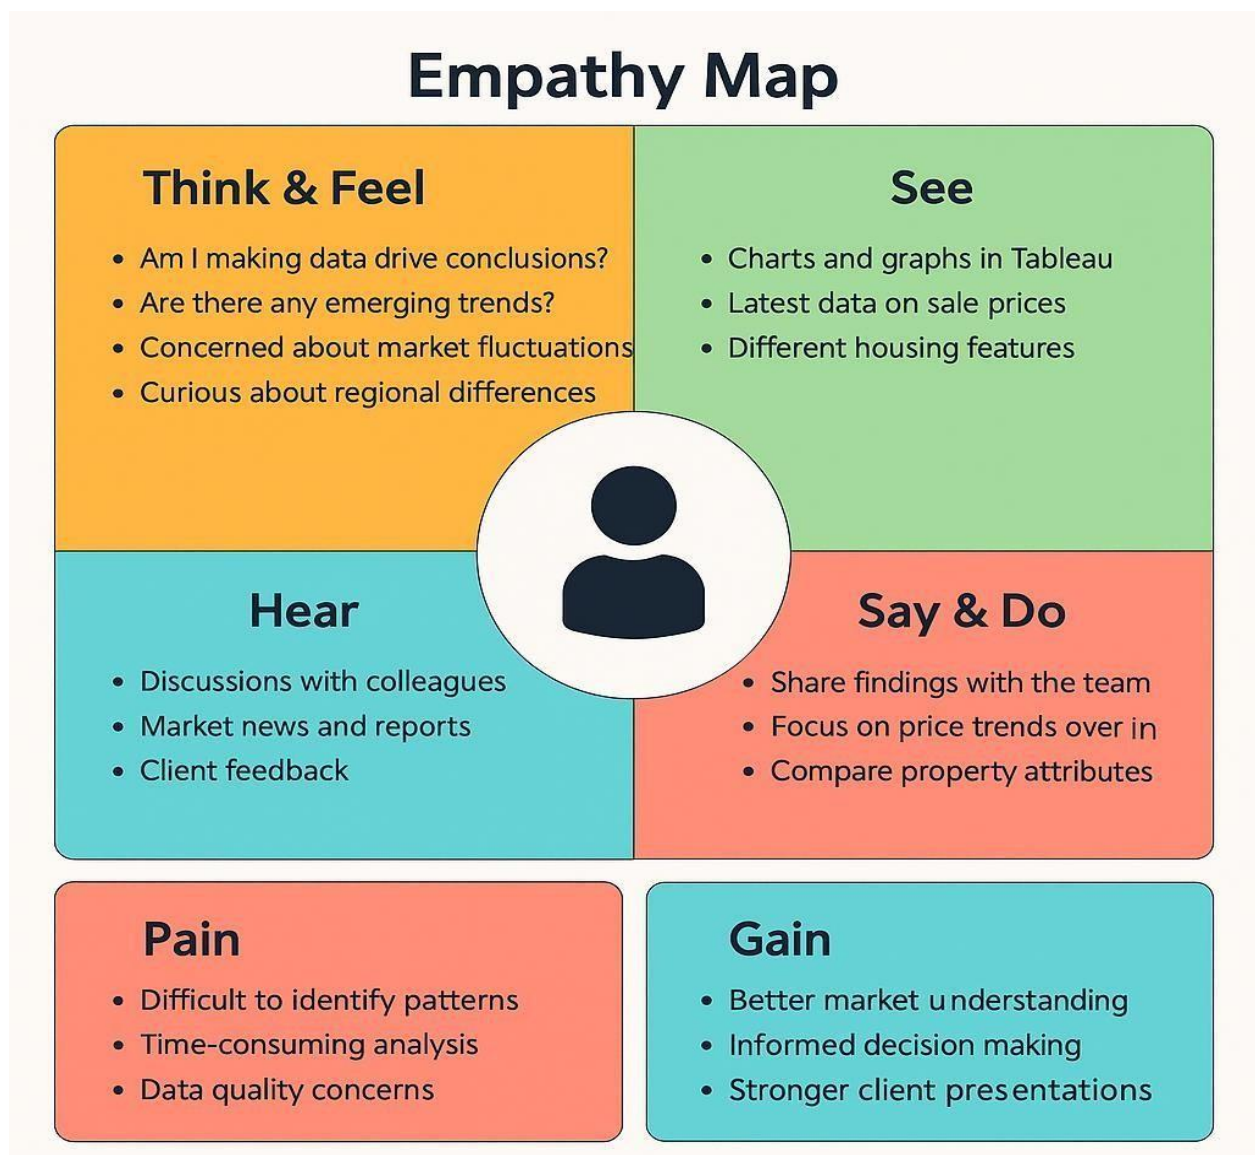 Empathy Map
Think & Feel
• Am I making data drive conclusions?
• Are there any emerging trends?
• Concerned about market fluctuations
• Curious about regional differences
See
• Charts and graphs in Tableau
• Latest data on sale prices
• Different housing features
Hear
• Discussions with colleagues
• Market news and reports
• Client feedback
Say & Do
• Share findings with the team
• Focus on price trends over in
• Compare property attributes
Pain
• Difficult to identify patterns
• Time-consuming analysis
• Data quality concerns
Gain
• Better market understanding
• Informed decision making
• Stronger client presentations